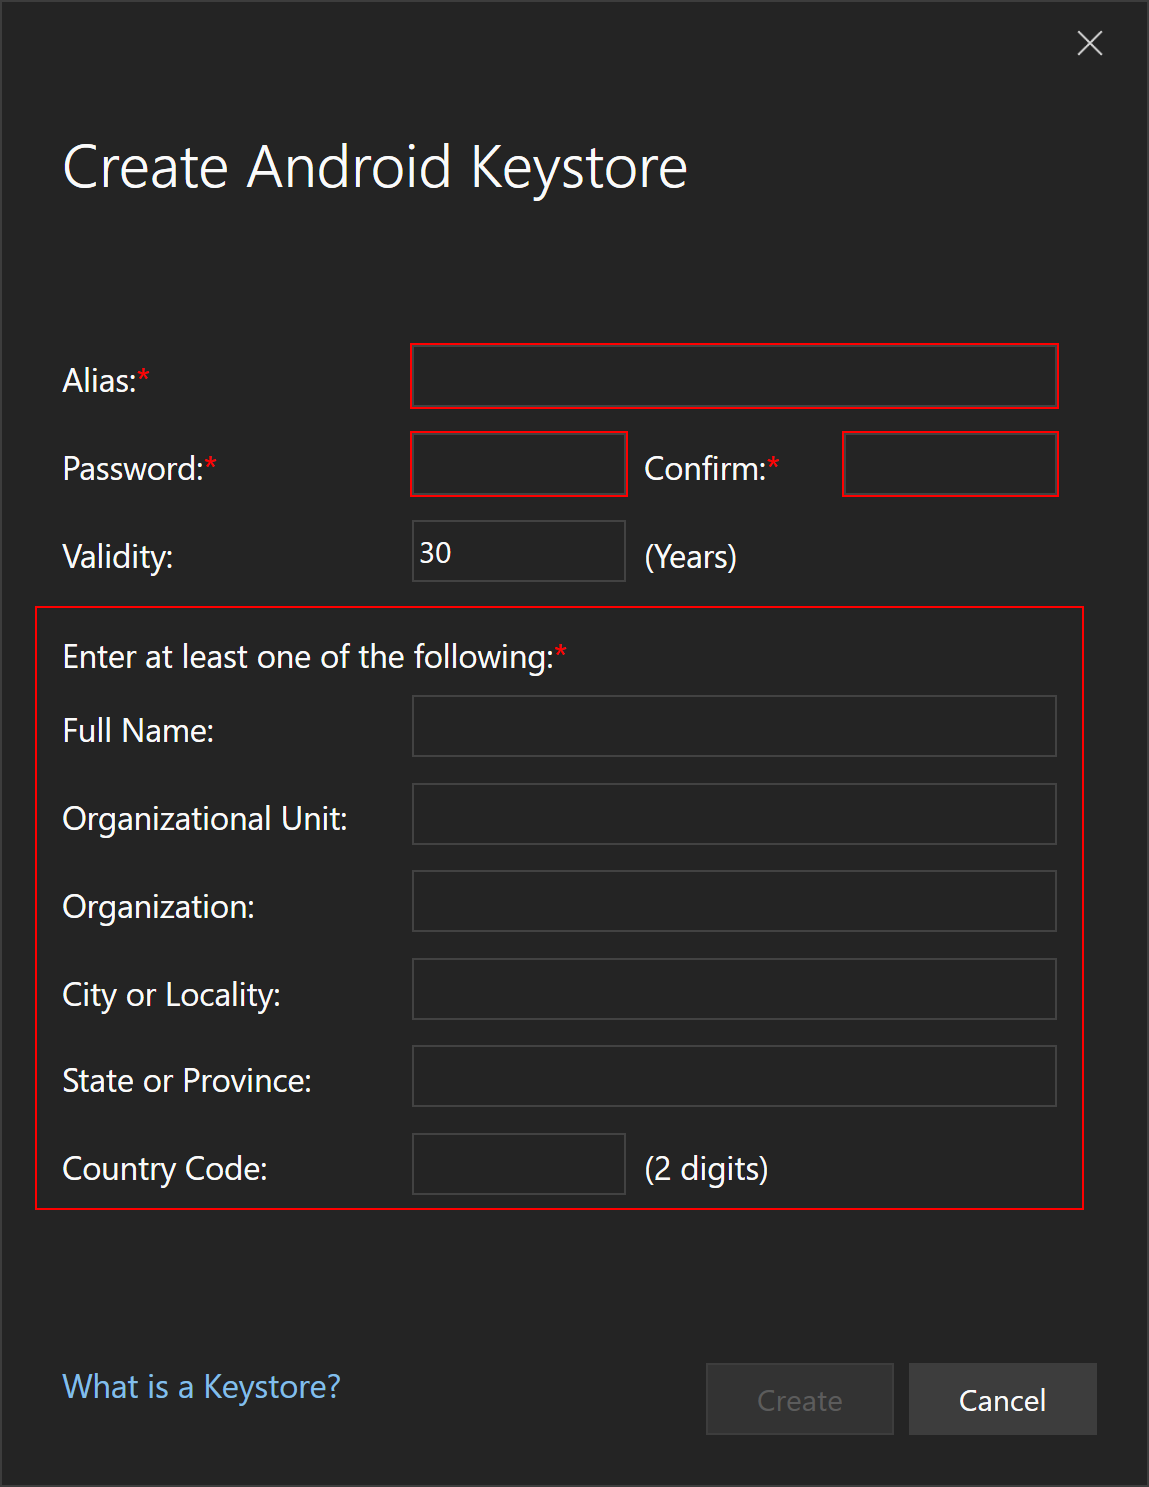 Create Android Keystore
Alias:*
Password:* Confirm:*
Validity: 30 (Years)
Enter at least one of the following:*
Full Name:
Organizational Unit:
Organization:
City or Locality:
State or Province:
Country Code: (2 digits)
What is a Keystore? Create Cancel